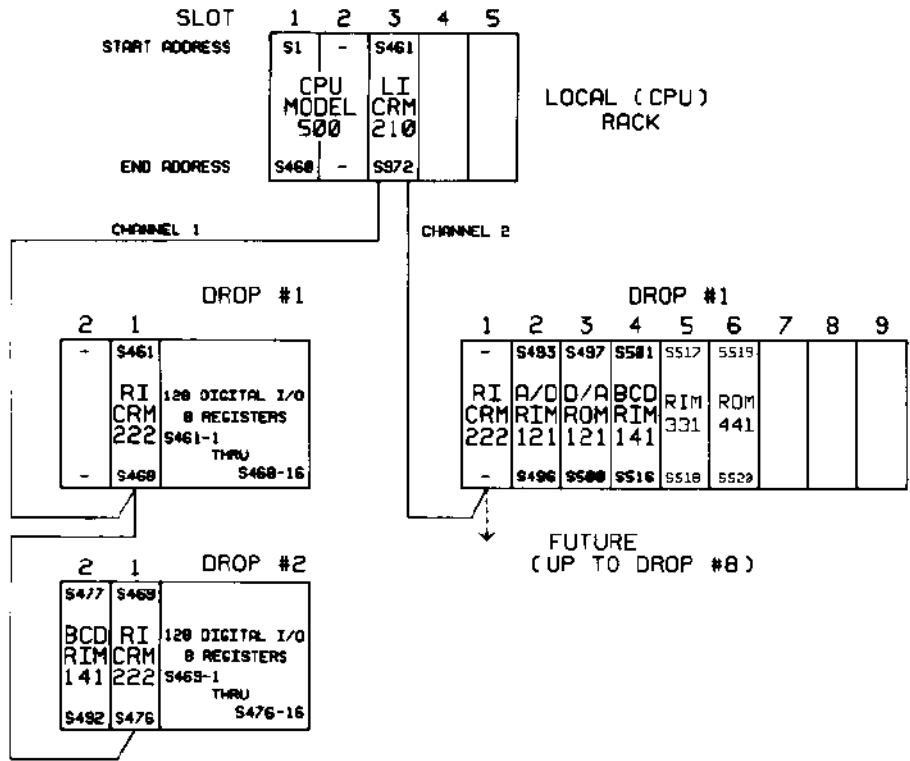 SLOT 1 2 3 4 5
START ADDRESS S1 - S461
CPU MODEL 500
LI CRM 210
LOCAL (CPU) RACK
END ADDRESS S460 - S972
CHANNEL 1
CHANNEL 2
DROP #1
2 1
- S461
RI CRM 222
128 DIGITAL I/O
8 REGISTERS
S461-1
THRU
S468-16
- S468
DROP #2
2 1
S477 S469
BCD RIM 141
RI CRM 222
128 DIGITAL I/O
8 REGISTERS
S469-1
THRU
S476-16
S492 S476
DROP #1
1 2 3 4 5 6 7 8 9
- S493 S497 S501 S517 S519
RI CRM 222
A/D RIM 121
D/A ROM 121
BCD RIM 141
RIM 331
ROM 441
- S496 S500 S516 S518 S520
FUTURE
(UP TO DROP #8)